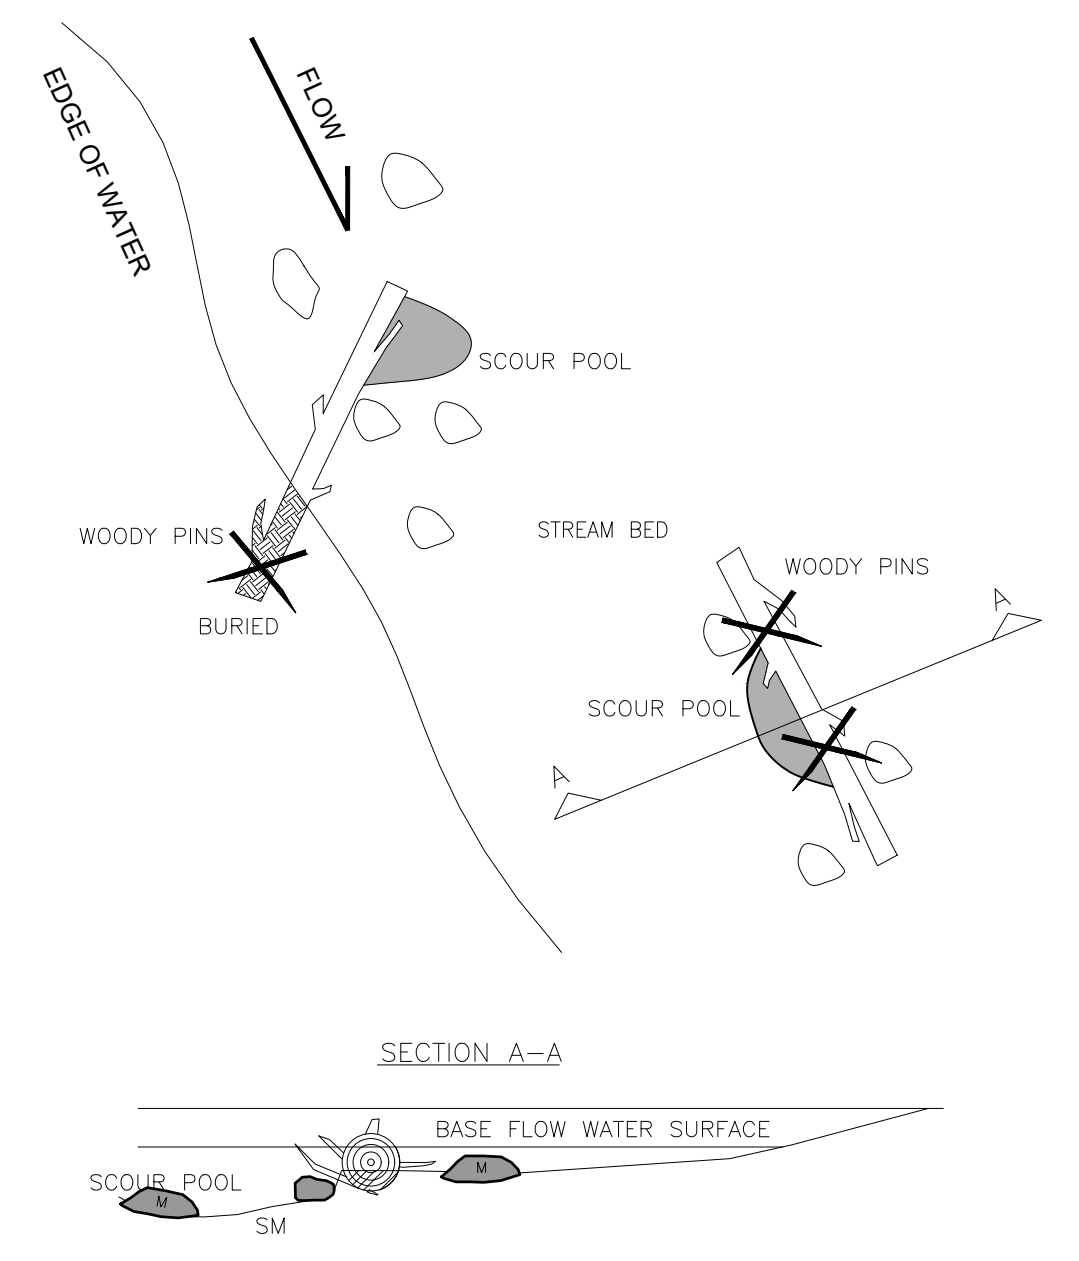 EDGE OF WATER
FLOW
SCOUR POOL
WOODY PINS
STREAM BED
BURIED
WOODY PINS
A
SCOUR POOL
A
SECTION A-A
BASE FLOW WATER SURFACE
M
SCOUR POOL
M
SM